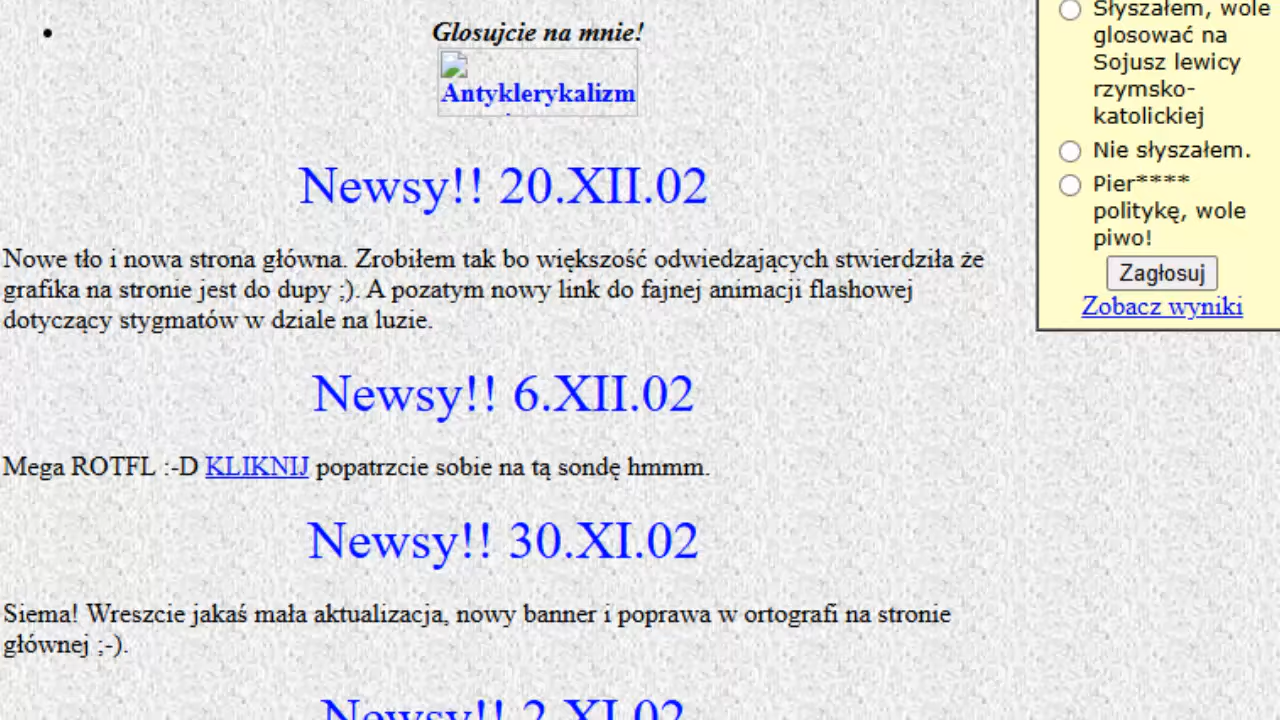 Glosujcie na mnie!
Antyklerykalizm
Newsy!! 20.XII.02
Nowe tło i nowa strona główna. Zrobiłem tak bo większość odwiedzających stwierdziła że
grafika na stronie jest do dupy ;). A pozatym nowy link do fajnej animacji flashowej
dotyczący stygmatów w dziale na luzie.
Newsy!! 6.XII.02
Mega ROTFL :-D KLIKNIJ popatrzcie sobie na tą sondę hmmm.
Newsy!! 30.XI.02
Siema! Wreszcie jakaś mała aktualizacja, nowy banner i poprawa w ortografi na stronie
głównej ;-).
Newsy!! 2.XI.02
Słyszałem, wole
glosować na
Sojusz lewicy
rzymsko-
katolickiej
Nie słyszałem.
Pier****
politykę, wole
piwo!
Zagłosuj
Zobacz wyniki